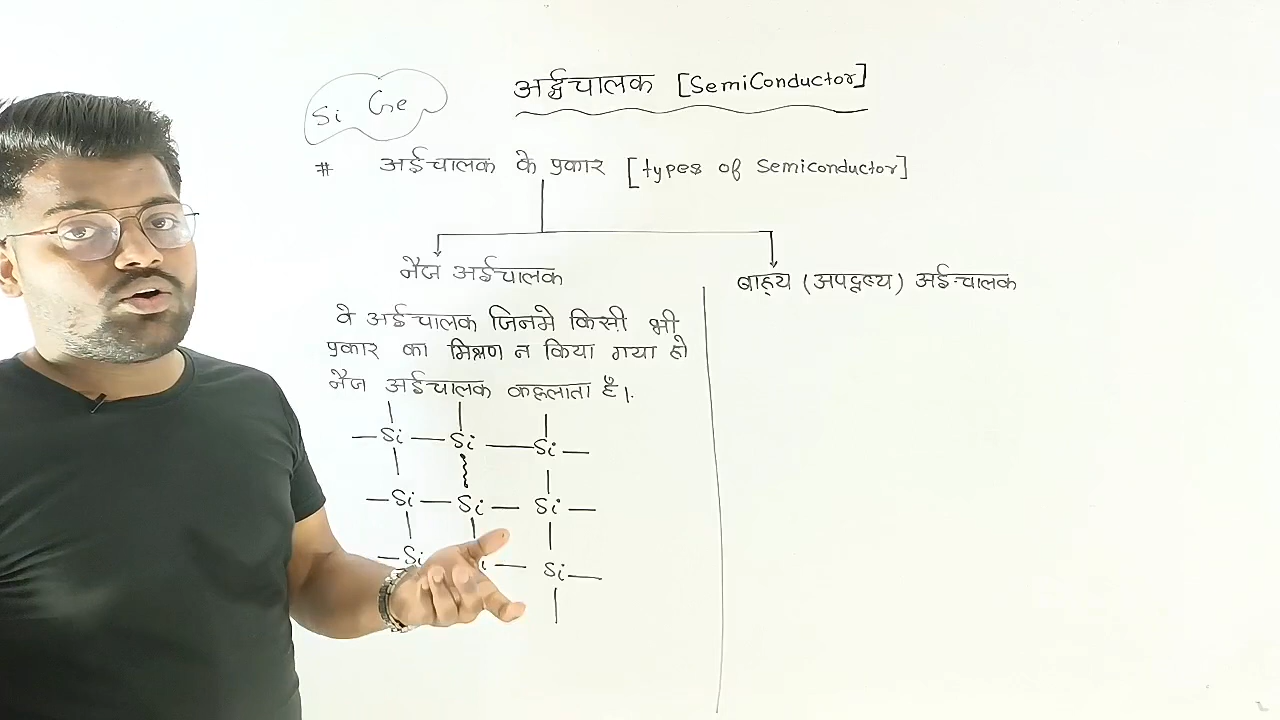 Si Ge
अर्द्धचालक [SemiConductor]
# अर्द्धचालक के प्रकार [types of Semiconductor]
नैज अर्द्धचालक
बाह्य (अपद्रव्य) अर्द्धचालक
वे अर्द्धचालक जिनमे किसी भी
प्रकार का मिश्रण न किया गया हो
नैज अर्द्धचालक कहलाता है।
— Si — Si — Si —
— Si — Si — Si —
— Si i — Si —